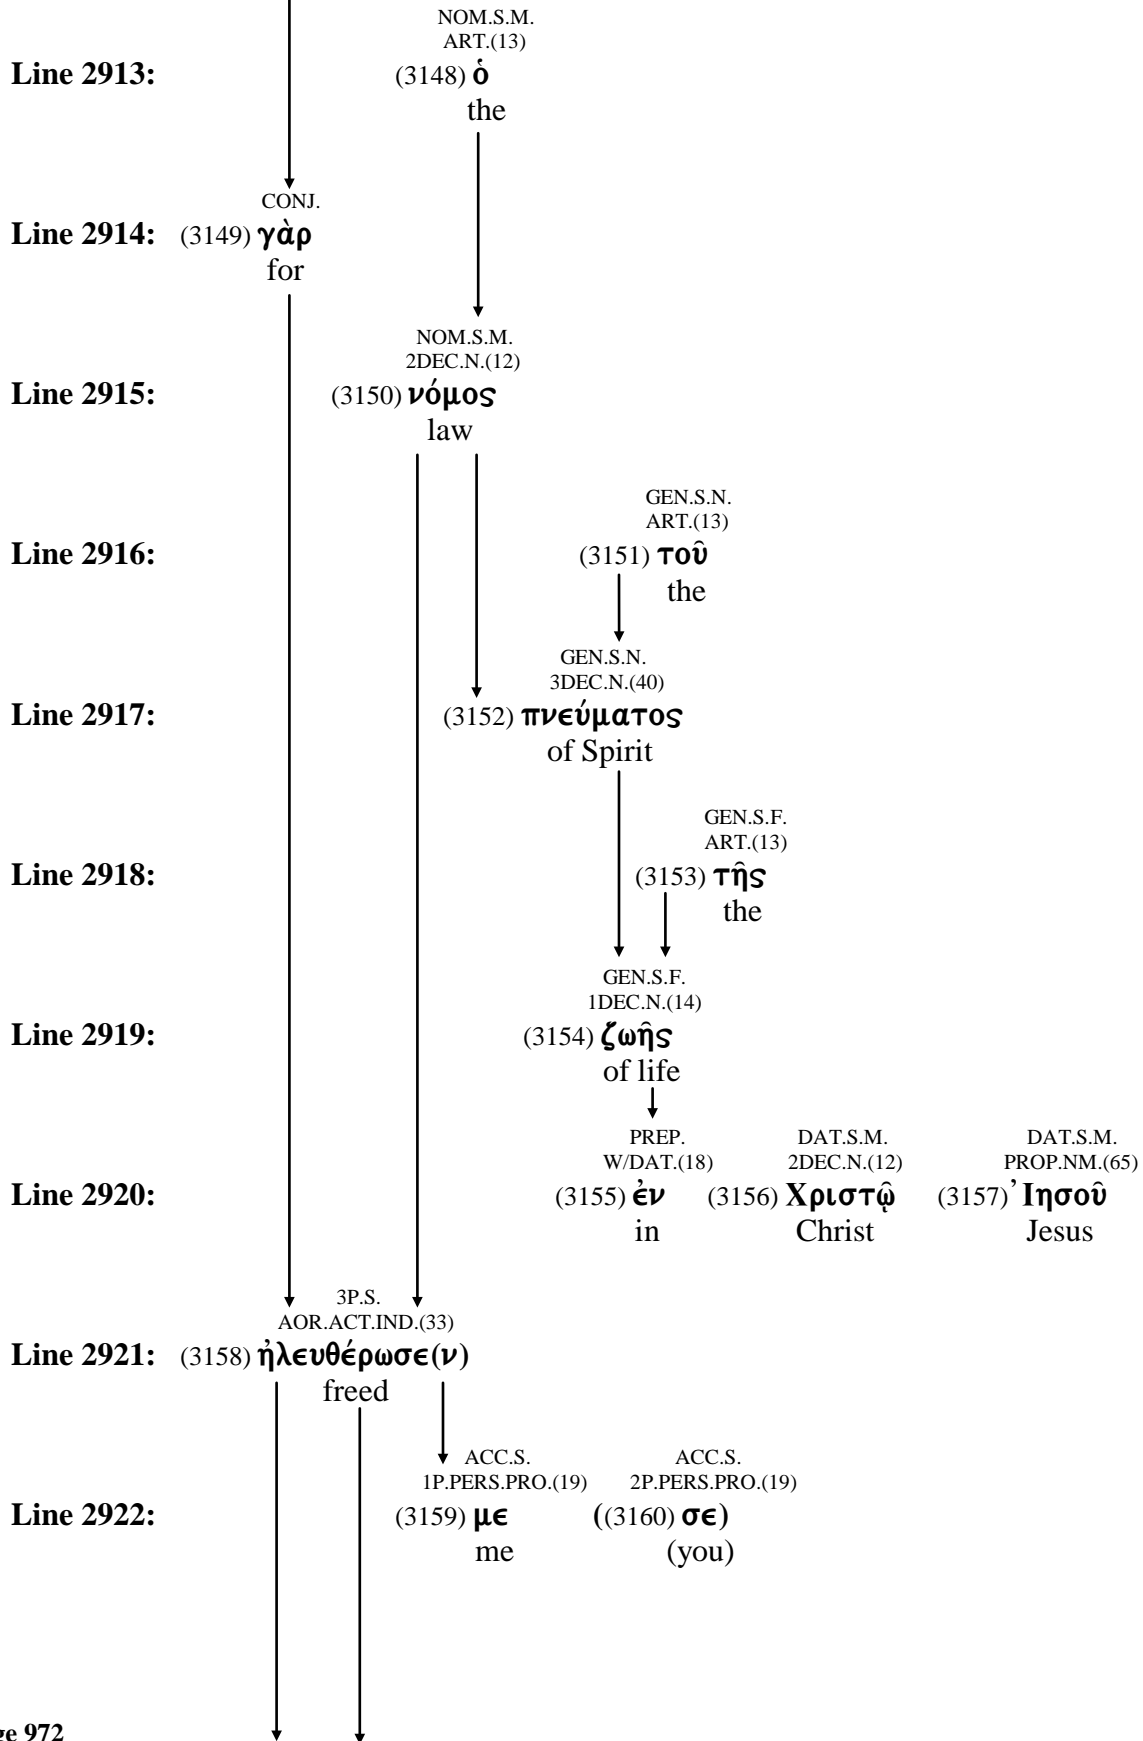 NOM.S.M.
ART.(13)
Line 2913: (3148) ὁ
the
CONJ.
Line 2914: (3149) γὰρ
for
NOM.S.M.
2DEC.N.(12)
Line 2915: (3150) νόμος
law
GEN.S.N.
ART.(13)
Line 2916: (3151) τοῦ
the
GEN.S.N.
3DEC.N.(40)
Line 2917: (3152) πνεύματος
of Spirit
GEN.S.F.
ART.(13)
Line 2918: (3153) τῆς
the
GEN.S.F.
1DEC.N.(14)
Line 2919: (3154) ζωῆς
of life
PREP. DAT.S.M. DAT.S.M.
W/DAT.(18) 2DEC.N.(12) PROP.NM.(65)
Line 2920: (3155) ἐν (3156) Χριστῷ (3157) Ἰησοῦ
in Christ Jesus
3P.S.
AOR.ACT.IND.(33)
Line 2921: (3158) ἠλευθέρωσε(ν)
freed
ACC.S. ACC.S.
1P.PERS.PRO.(19) 2P.PERS.PRO.(19)
Line 2922: (3159) με ((3160) σε)
me (you)
ge 972